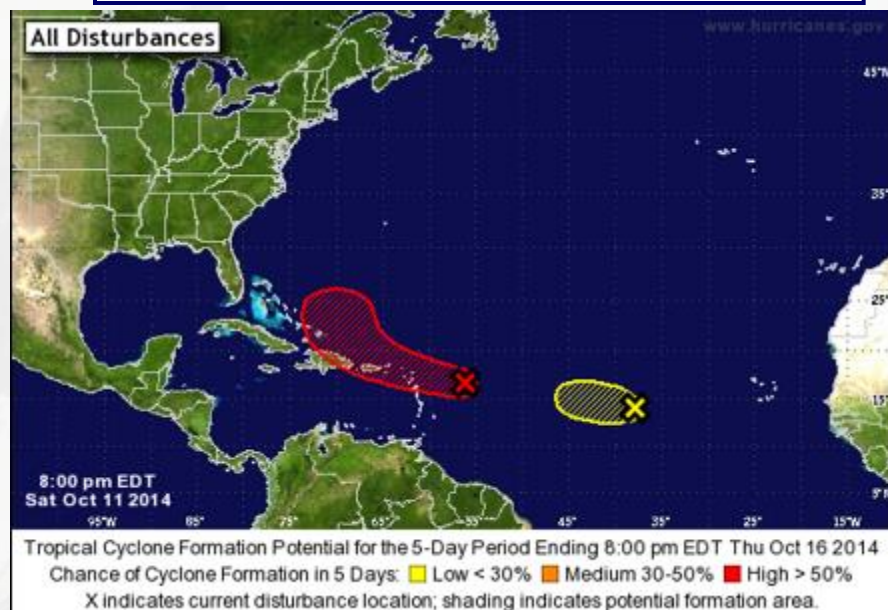 All Disturbances
www.hurricanes.gov
45°N
25°
15°
8:00 pm EDT
Sat Oct 11 2014
95°W 85° 75° 65° 55° 45° 35° 25° 15°W
Tropical Cyclone Formation Potential for the 5-Day Period Ending 8:00 pm EDT Thu Oct 16 2014
Chance of Cyclone Formation in 5 Days: Low < 30% Medium 30-50% High > 50%
X indicates current disturbance location; shading indicates potential formation area.